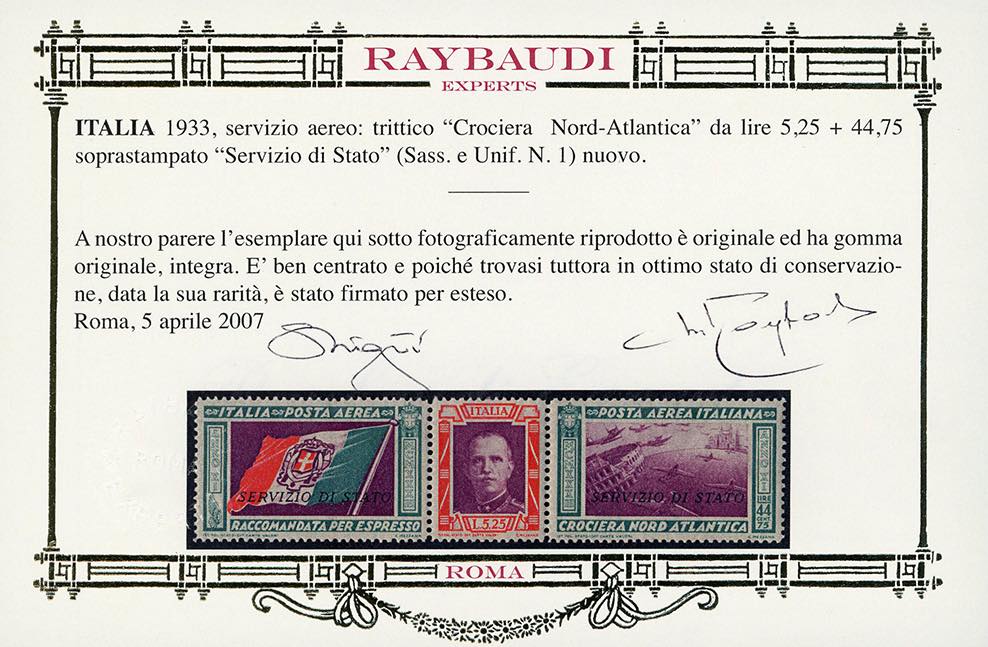 RAYBAUDI
EXPERTS
ITALIA 1933, servizio aereo: trittico “Crociera Nord-Atlantica” da lire 5,25 + 44,75
soprastampato “Servizio di Stato” (Sass. e Unif. N. 1) nuovo.
A nostro parere l’esemplare qui sotto fotograficamente riprodotto è originale ed ha gomma
originale, integra. E’ ben centrato e poiché trovasi tuttora in ottimo stato di conservazio-
ne, data la sua rarità, è stato firmato per esteso.
Roma, 5 aprile 2007
ITALIA POSTA AEREA
SERVIZIO DI STATO
RACCOMANDATA PER ESPRESSO
ITALIA
L.5.25
POSTA AEREA ITALIANA
SERVIZIO DI STATO
LIRE
44
CENT
75
CROCIERA NORD ATLANTICA
ROMA